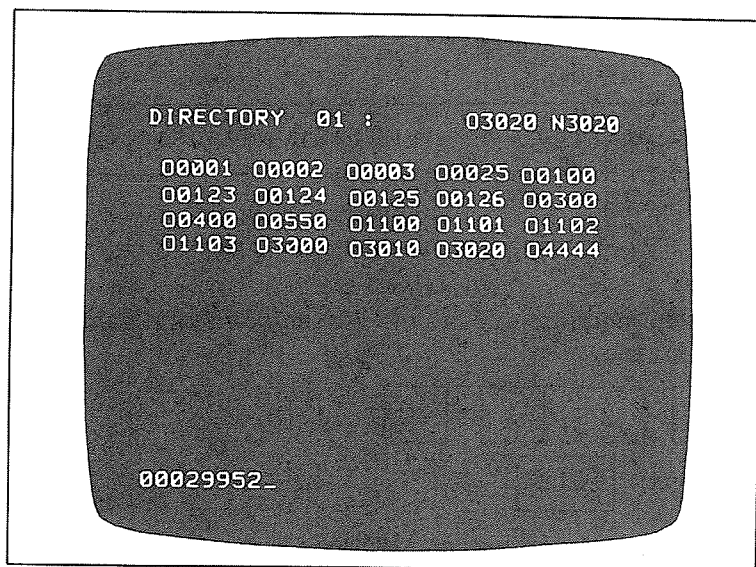 DIRECTORY 01 : O3020 N3020
O0001 O0002 O0003 O0025 O0100
O0123 O0124 O0125 O0126 O0300
O0400 O0550 O1100 O1101 O1102
O1103 O3000 O3010 O3020 O4444
00029952_